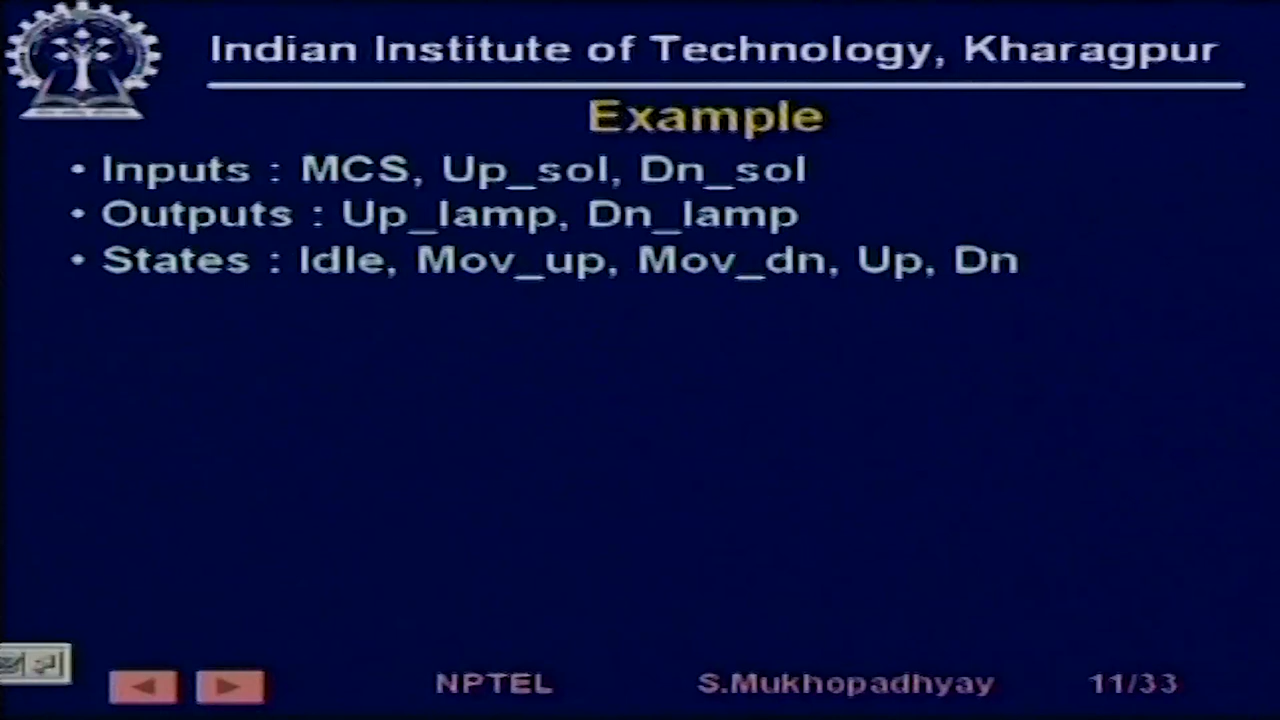 Indian Institute of Technology, Kharagpur
Example
• Inputs : MCS, Up_sol, Dn_sol
• Outputs : Up_lamp, Dn_lamp
• States : Idle, Mov_up, Mov_dn, Up, Dn
NPTEL S.Mukhopadhyay 11/33